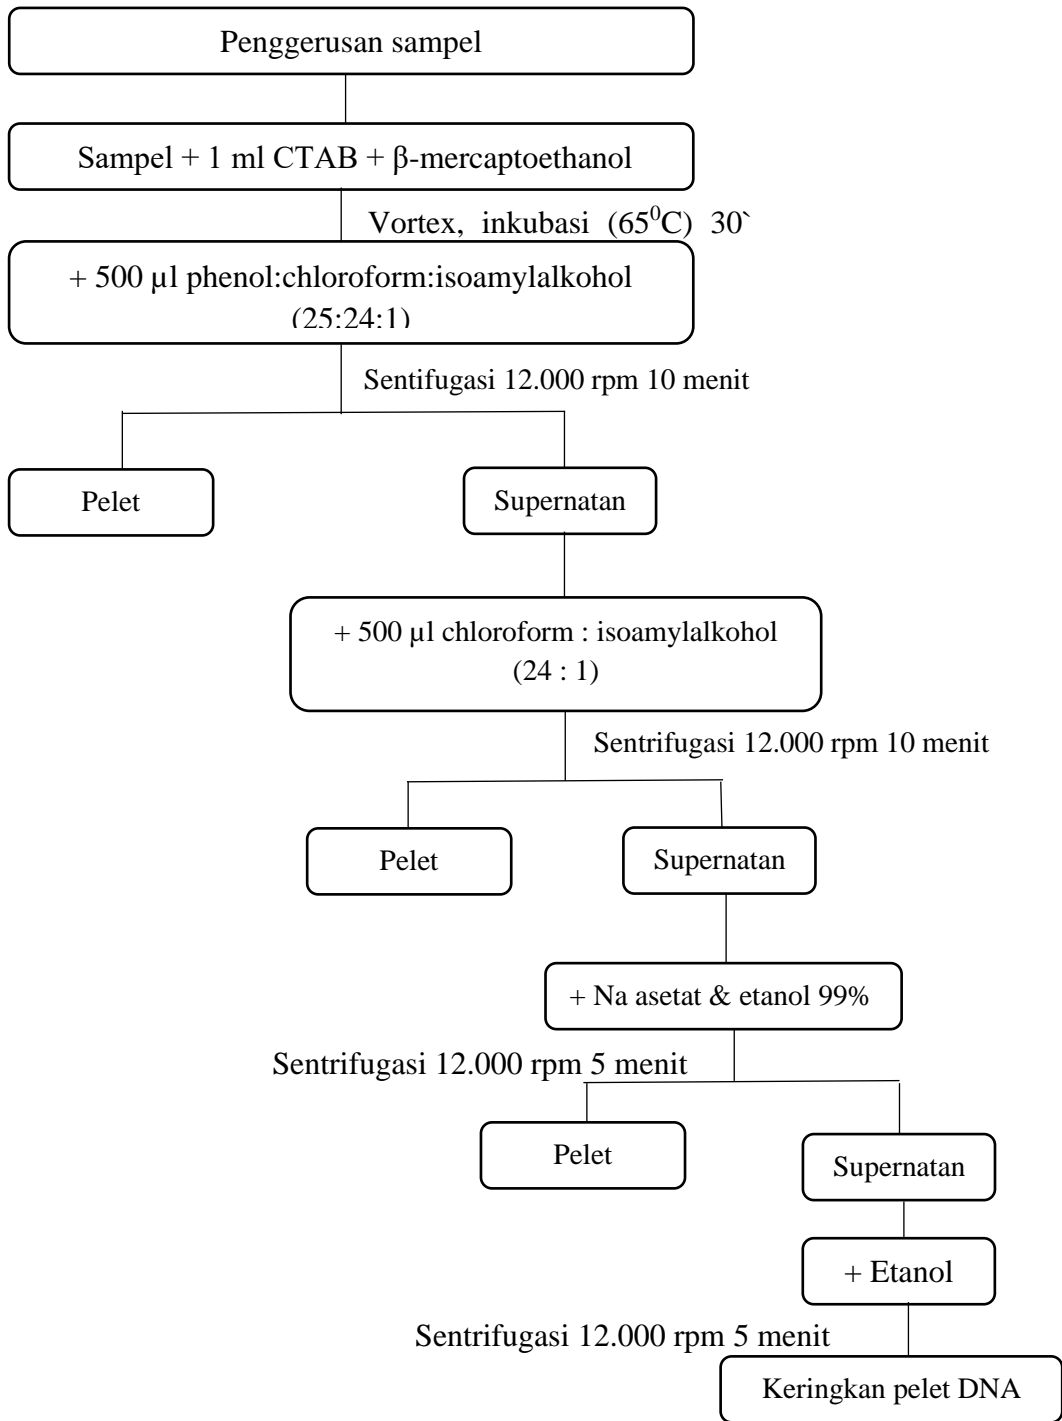 Penggerusan sampel
Sampel + 1 ml CTAB + β-mercaptoethanol
Vortex, inkubasi (65⁰C) 30`
+ 500 µl phenol:chloroform:isoamylalkohol
(25:24:1)
Sentifugasi 12.000 rpm 10 menit
Pelet
Supernatan
+ 500 µl chloroform : isoamylalkohol
(24 : 1)
Sentrifugasi 12.000 rpm 10 menit
Pelet
Supernatan
+ Na asetat & etanol 99%
Sentrifugasi 12.000 rpm 5 menit
Pelet
Supernatan
+ Etanol
Sentrifugasi 12.000 rpm 5 menit
Keringkan pelet DNA